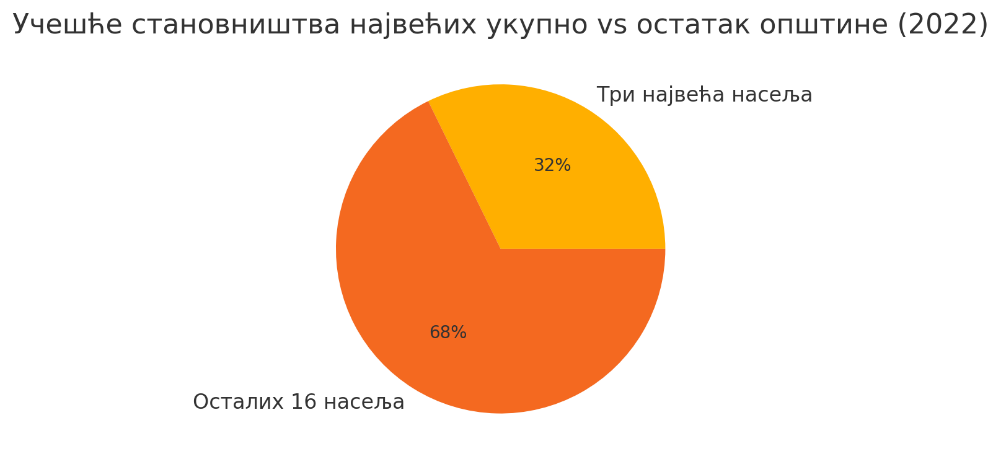 Учешће становништва највећих укупно vs остатак општине (2022)
Три највећа насеља
32%
68%
Осталих 16 насеља